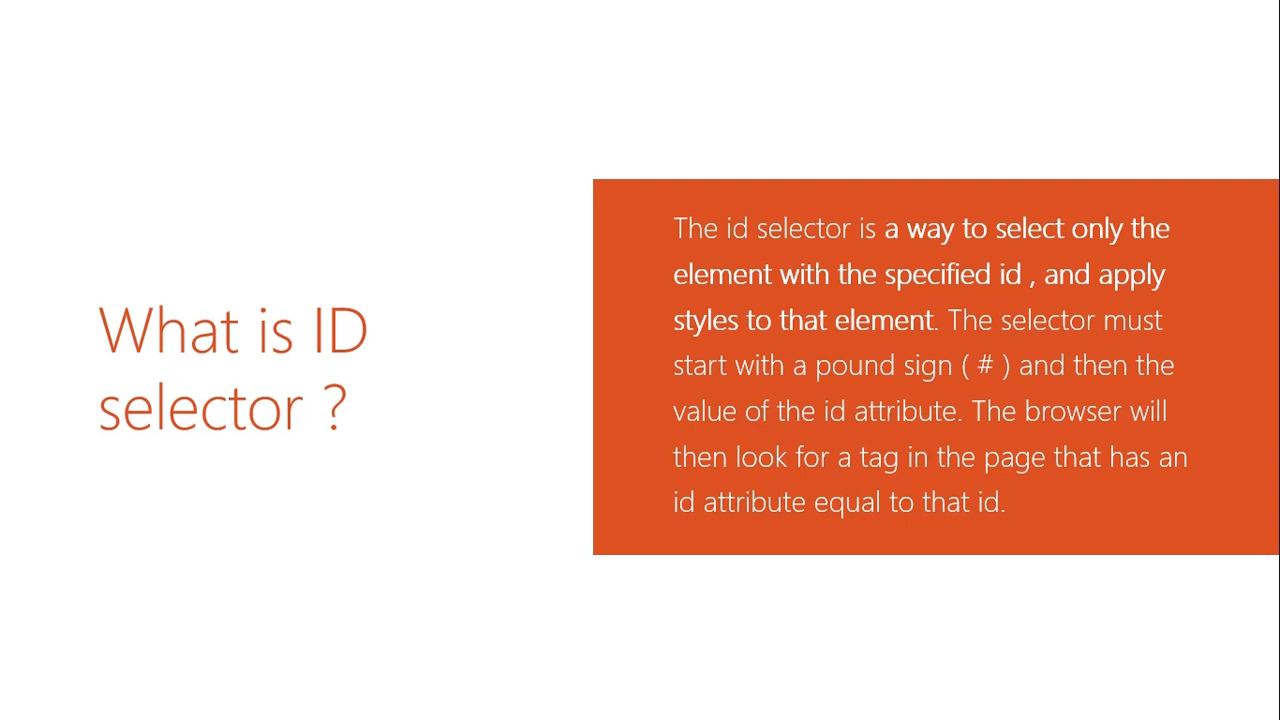 What is ID
selector ?
The id selector is a way to select only the
element with the specified id , and apply
styles to that element. The selector must
start with a pound sign ( # ) and then the
value of the id attribute. The browser will
then look for a tag in the page that has an
id attribute equal to that id.